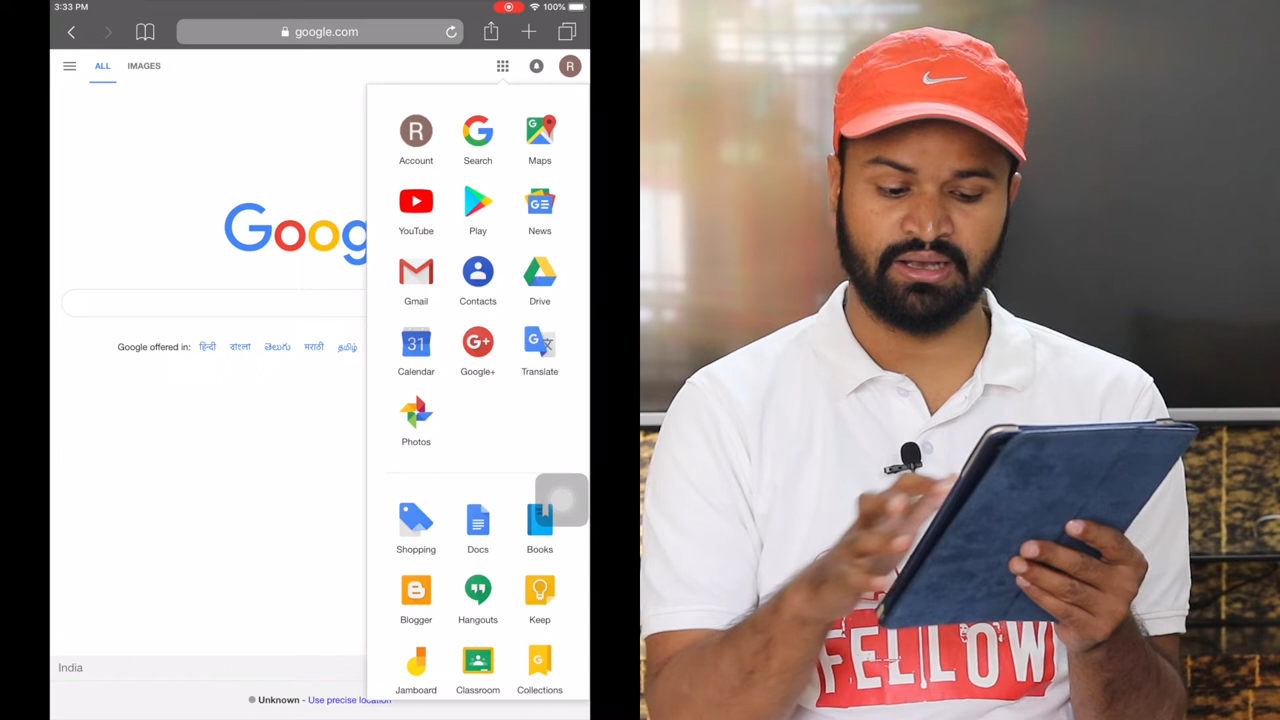 3:33 PM
100%
google.com
ALL
IMAGES
R
R
Account
Search
G
Maps
YouTube
Play
GE
News
Goog
Gmail
Contacts
Drive
Google offered in: हिन्दी বাংলা తెలుగు मराठी தமிழ்
31
Calendar
G+
Google+
G
Translate
Photos
Shopping
Docs
Books
Blogger
Hangouts
Keep
India
Jamboard
Classroom
G
Collections
Unknown - Use precise location
FELLOW